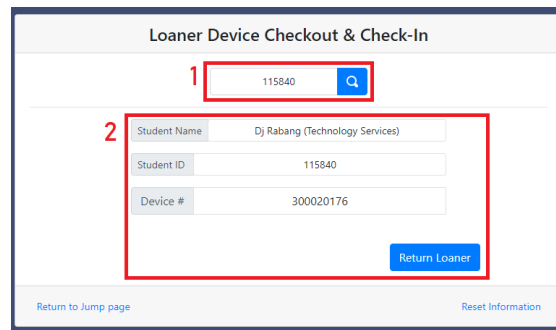 Loaner Device Checkout & Check-In
1
115840
2
Student Name Dj Rabang (Technology Services)
Student ID 115840
Device # 300020176
Return Loaner
Return to Jump page Reset Information